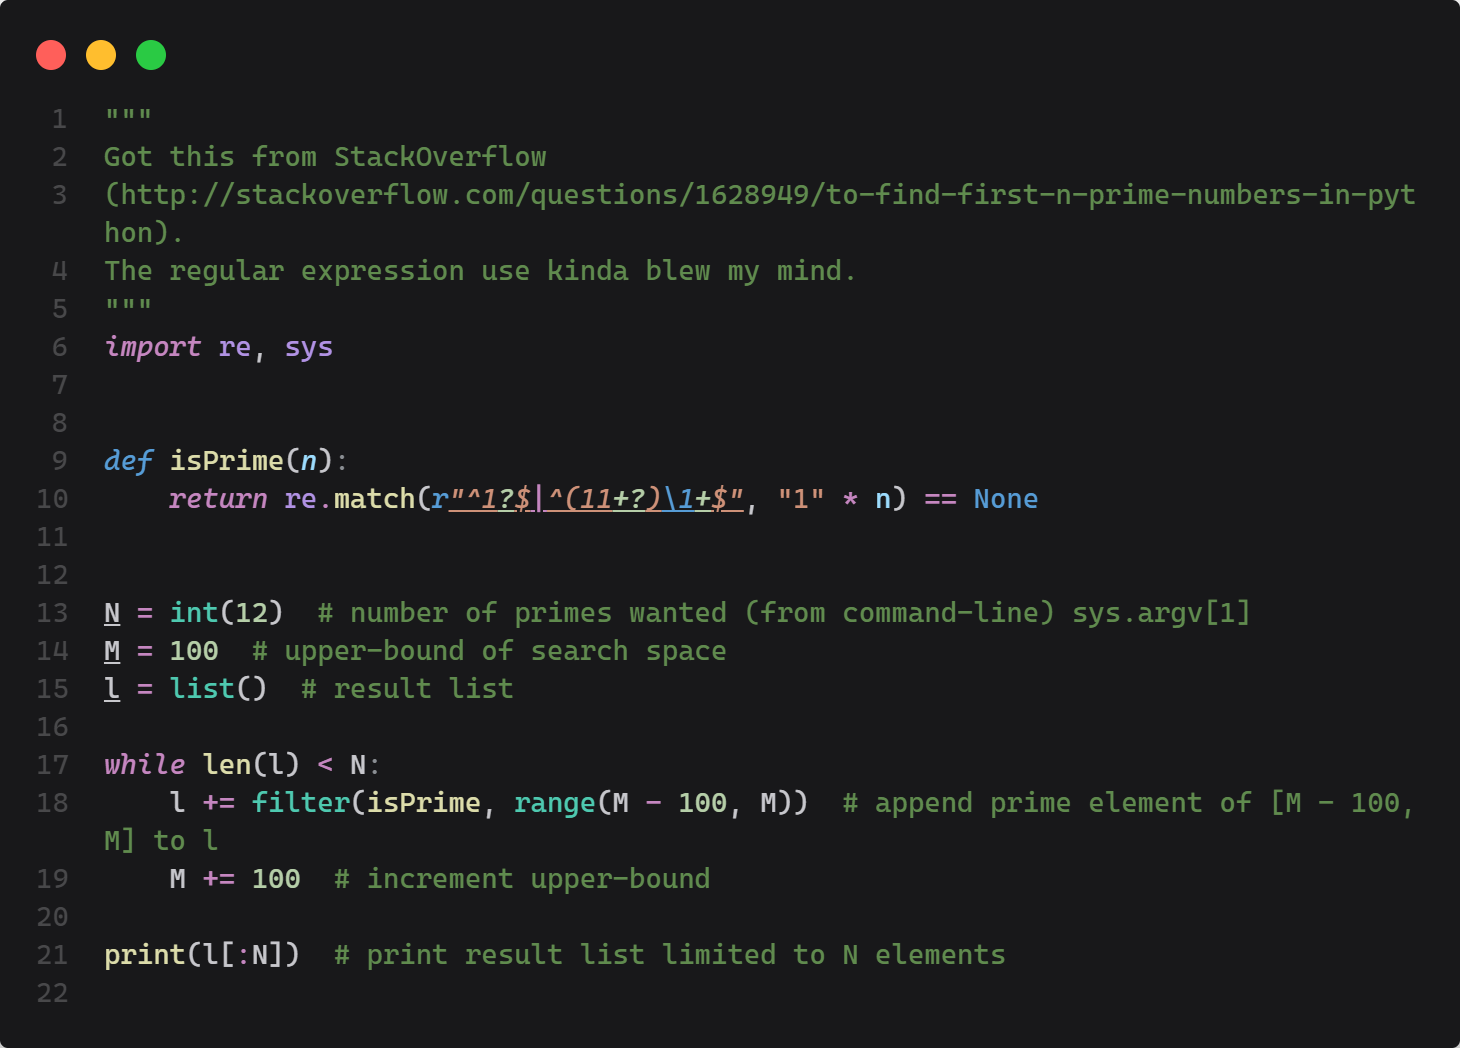 1 """
2 Got this from StackOverflow
3 (http://stackoverflow.com/questions/1628949/to-find-first-n-prime-numbers-in-pyt
hon).
4 The regular expression use kinda blew my mind.
5 """
6 import re, sys
7
8
9 def isPrime(n):
10     return re.match(r"^1?$|^(11+?)\1+$", "1" * n) == None
11
12
13 N = int(12)  # number of primes wanted (from command-line) sys.argv[1]
14 M = 100  # upper-bound of search space
15 l = list()  # result list
16
17 while len(l) < N:
18     l += filter(isPrime, range(M - 100, M))  # append prime element of [M - 100,
M] to l
19     M += 100  # increment upper-bound
20
21 print(l[:N])  # print result list limited to N elements
22